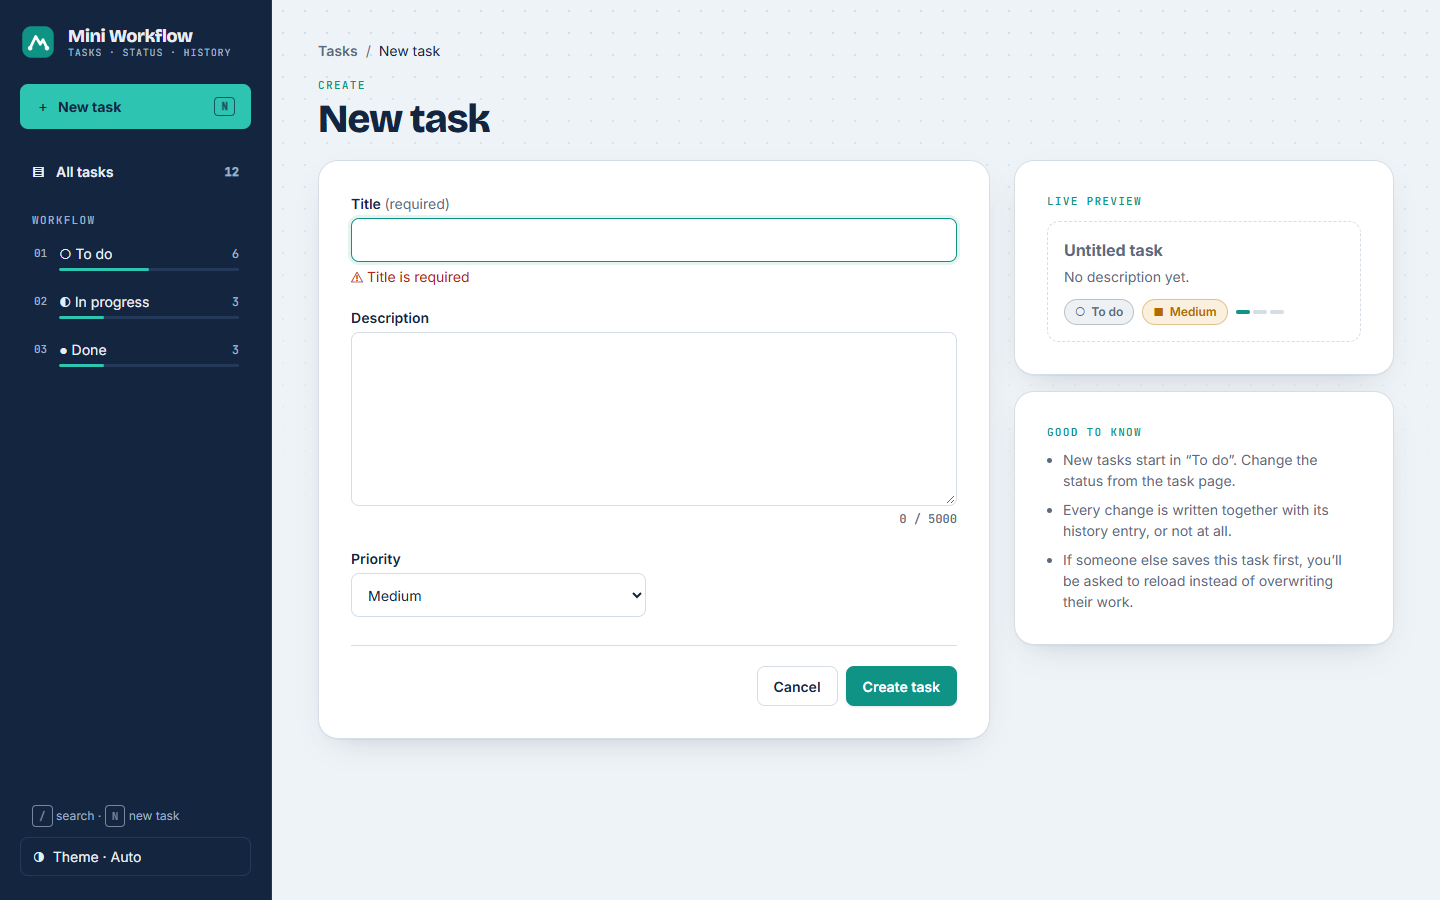 Mini Workflow
TASKS · STATUS · HISTORY
+ New task N
All tasks 12
WORKFLOW
01 To do 6
02 In progress 3
03 Done 3
/ search · N new task
Theme · Auto
Tasks / New task
CREATE
New task
Title (required)
Title is required
Description
0 / 5000
Priority
Medium
Cancel
Create task
LIVE PREVIEW
Untitled task
No description yet.
To do
Medium
GOOD TO KNOW
• New tasks start in “To do”. Change the
status from the task page.
• Every change is written together with its
history entry, or not at all.
• If someone else saves this task first, you’ll
be asked to reload instead of overwriting
their work.